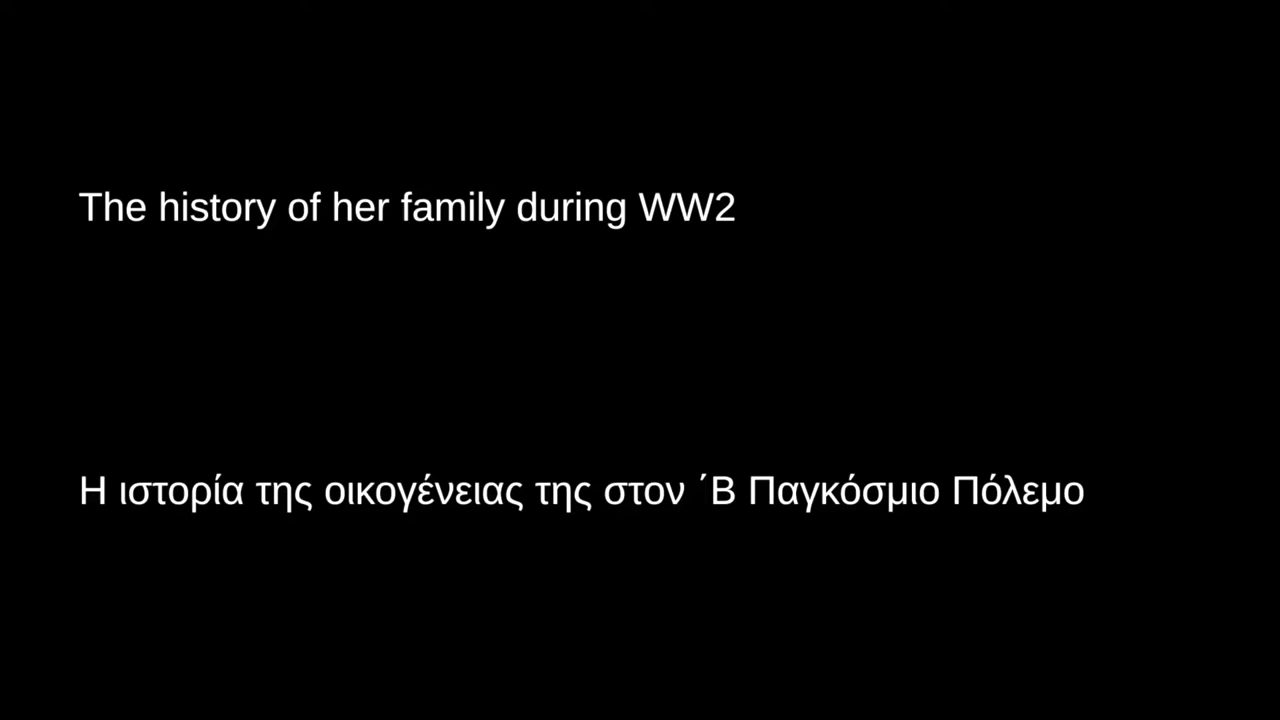 The history of her family during WW2
Η ιστορία της οικογένειας της στον ΄Β Παγκόσμιο Πόλεμο